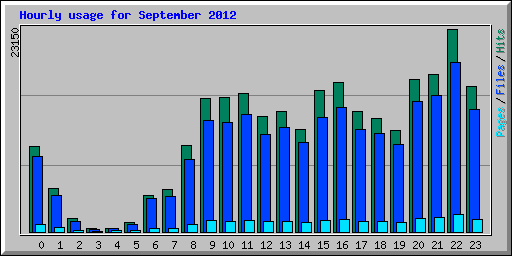 Hourly usage for September 2012
23150
Pages/Files/Hits
0 1 2 3 4 5 6 7 8 9 10 11 12 13 14 15 16 17 18 19 20 21 22 23